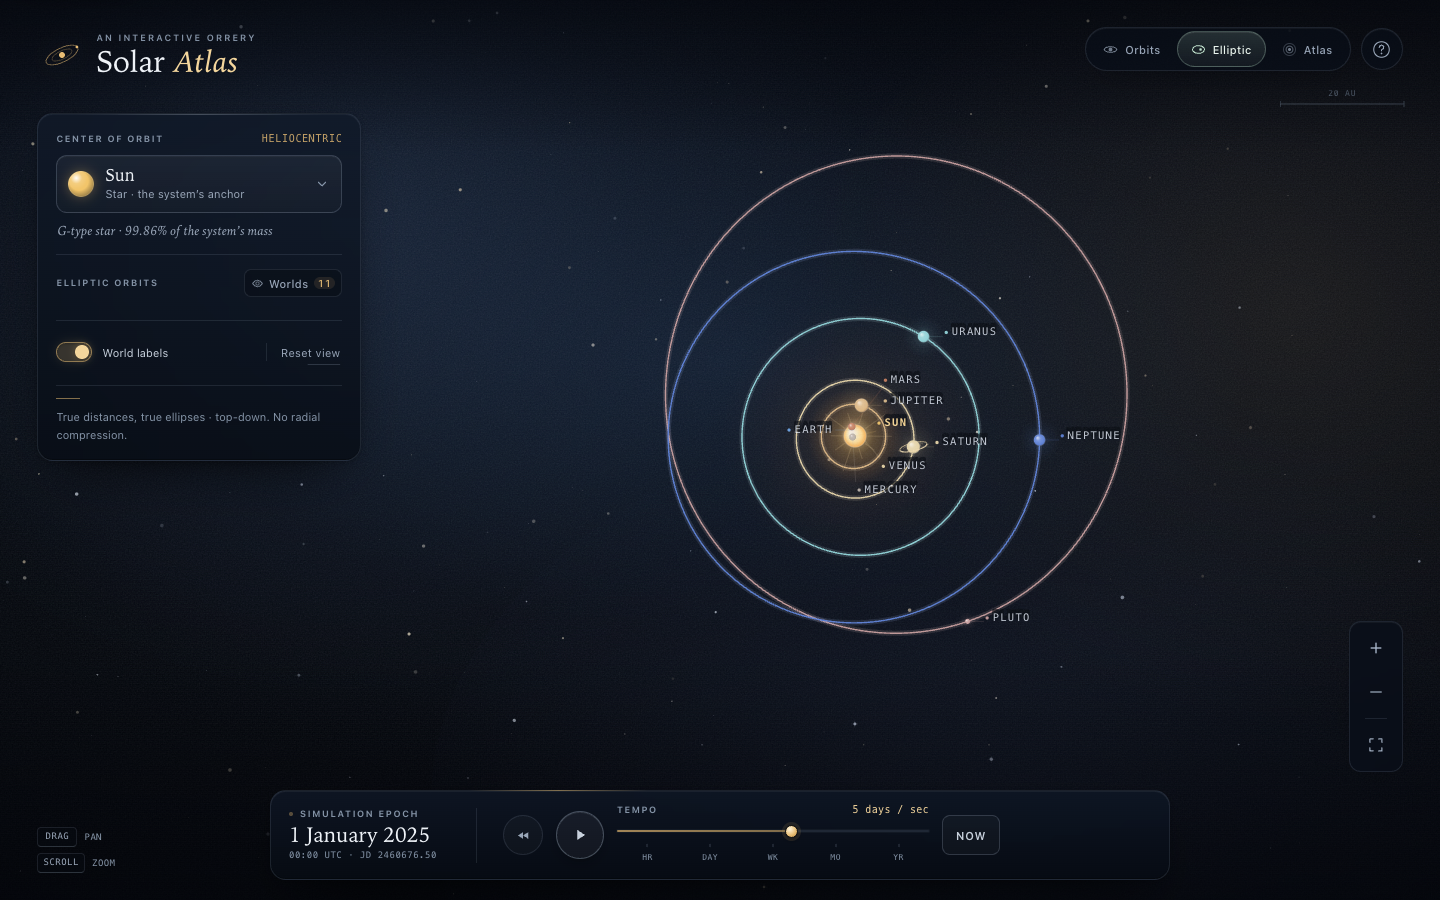 AN INTERACTIVE ORRERY
Solar Atlas
Orbits
Elliptic
Atlas
?
20 AU
CENTER OF ORBIT
HELIOCENTRIC
Sun
Star · the system's anchor
G-type star · 99.86% of the system's mass
ELLIPTIC ORBITS
Worlds 11
World labels
Reset view
True distances, true ellipses · top-down. No radial
compression.
URANUS
MARS
JUPITER
SUN
EARTH
SATURN
NEPTUNE
VENUS
MERCURY
PLUTO
SIMULATION EPOCH
1 January 2025
00:00 UTC · JD 2460676.50
TEMPO
5 days / sec
HR
DAY
WK
MO
YR
NOW
DRAG PAN
SCROLL ZOOM